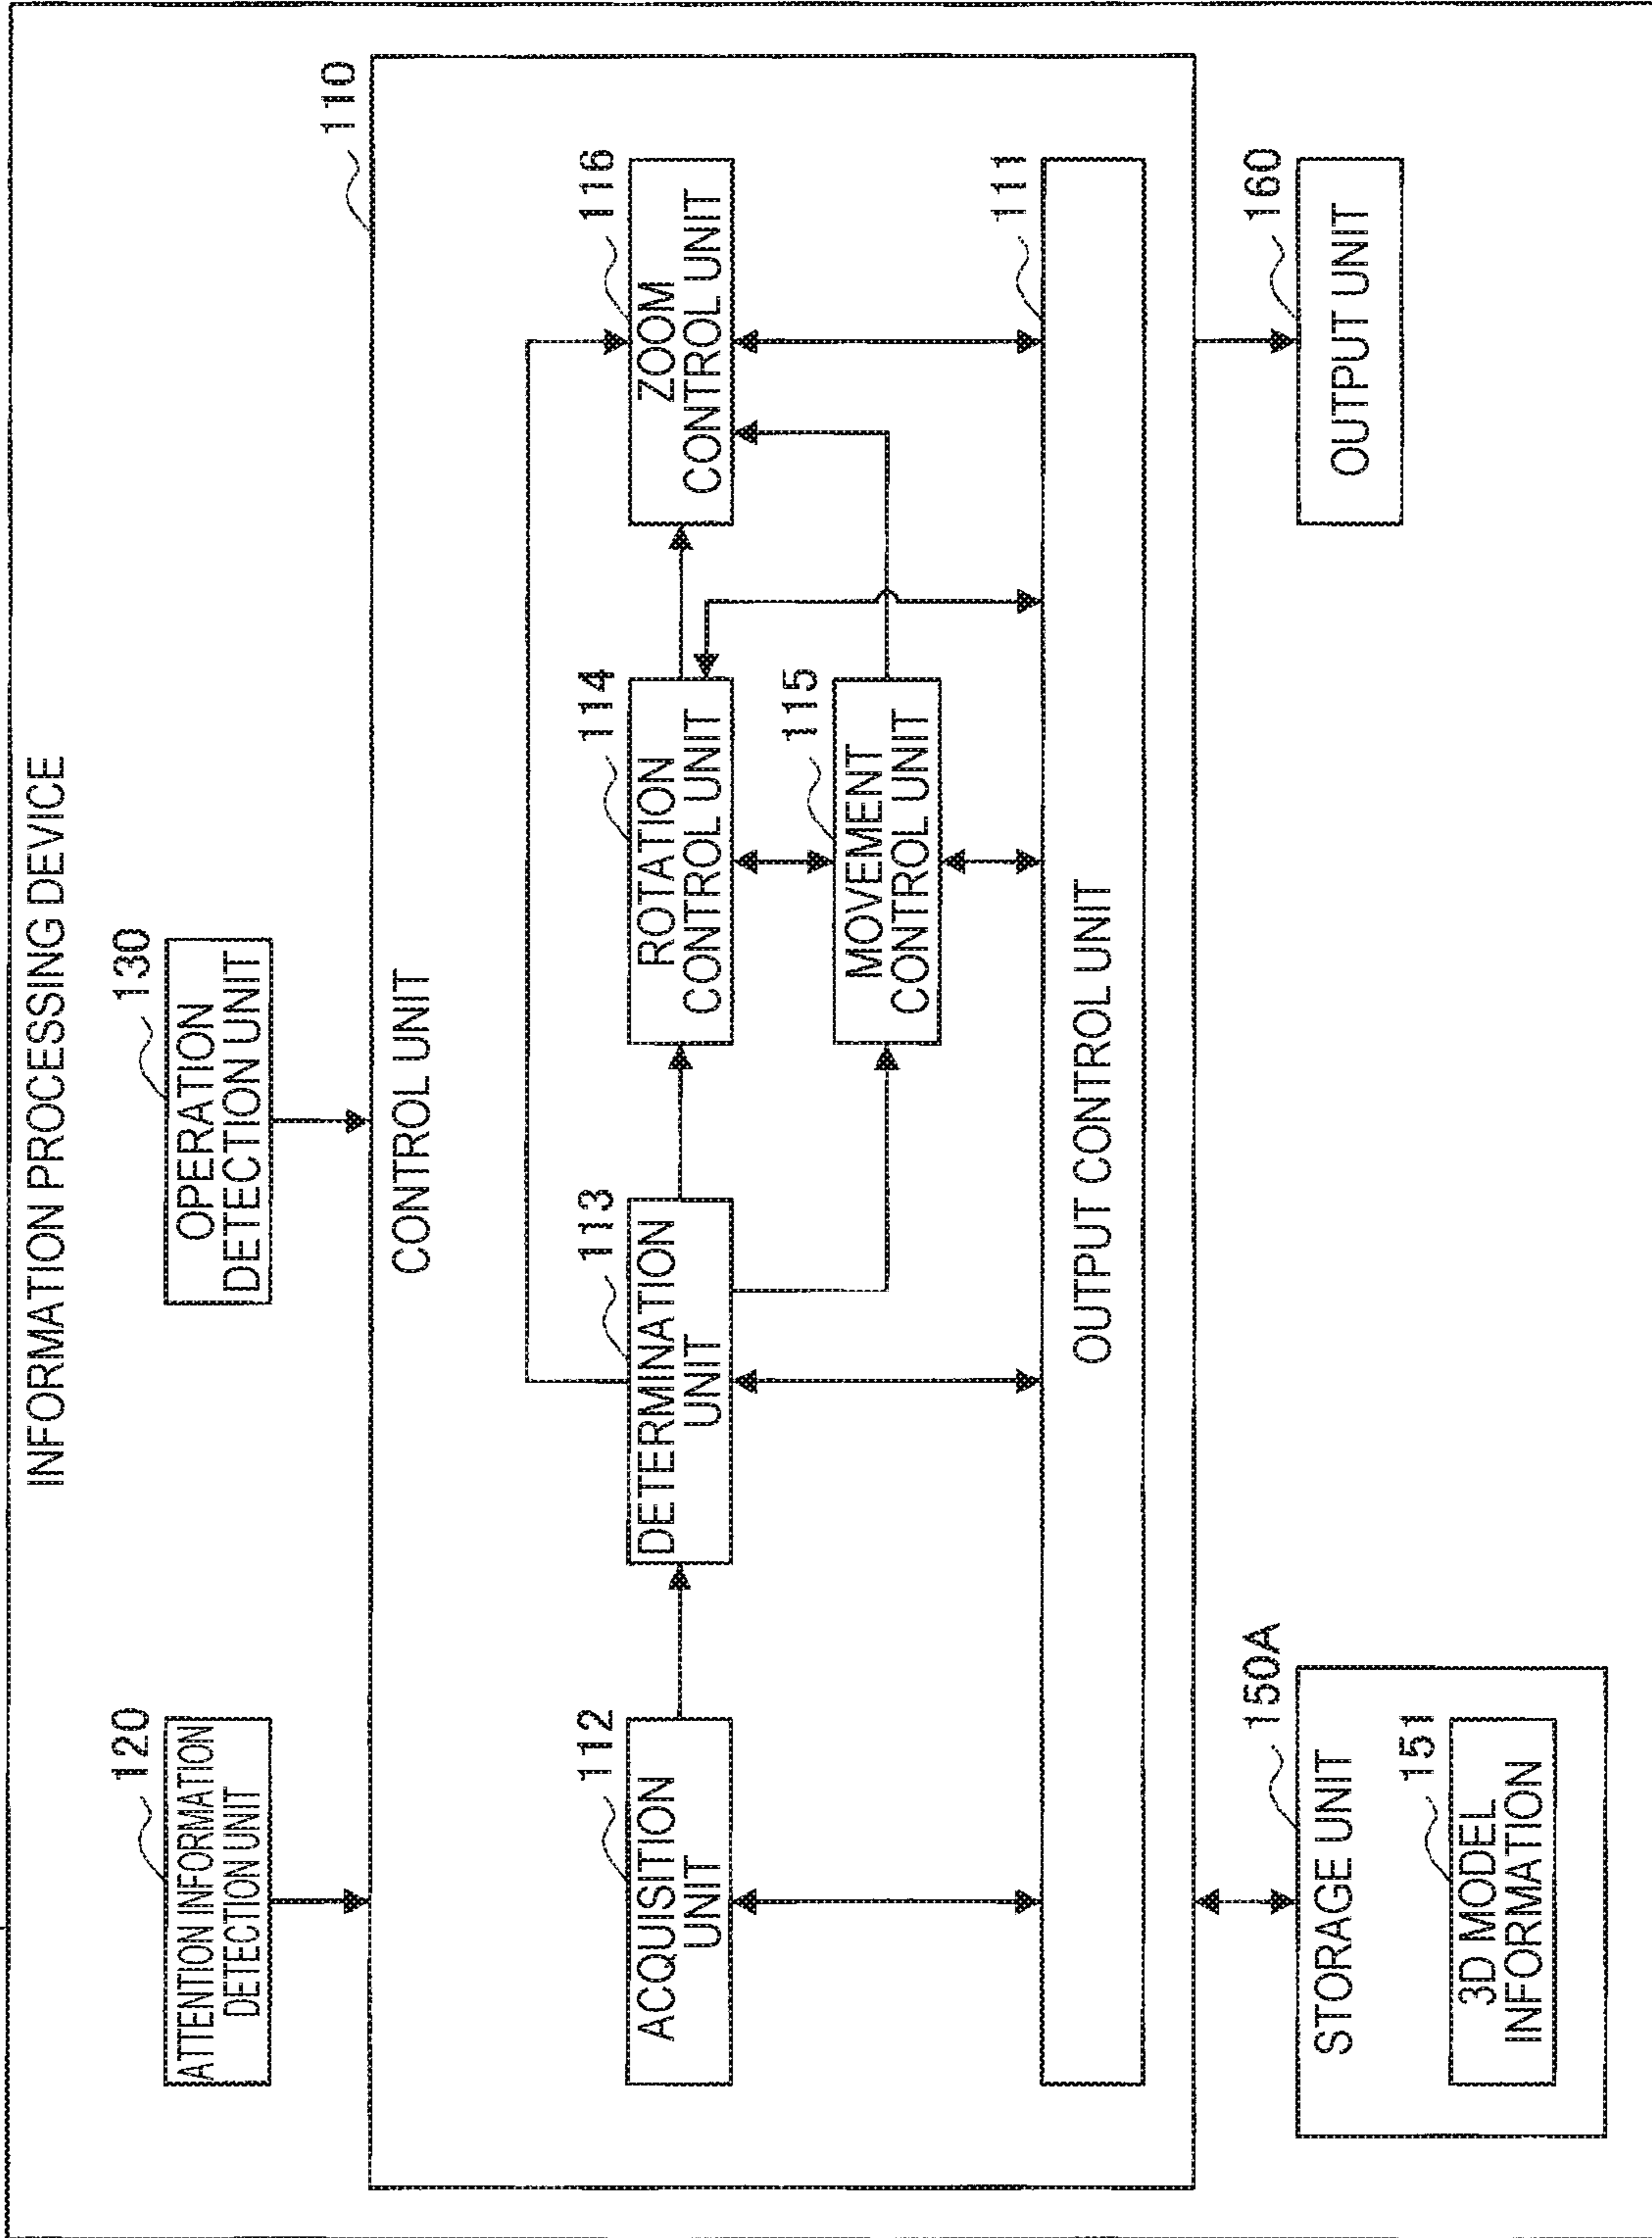 INFORMATION PROCESSING DEVICE
120
ATTENTION INFORMATION
DETECTION UNIT
130
OPERATION
DETECTION UNIT
110
CONTROL UNIT
112
ACQUISITION
UNIT
113
DETERMINATION
UNIT
114
ROTATION
CONTROL UNIT
116
ZOOM
CONTROL UNIT
115
MOVEMENT
CONTROL UNIT
111
OUTPUT CONTROL UNIT
150A
STORAGE UNIT
151
3D MODEL
INFORMATION
160
OUTPUT UNIT